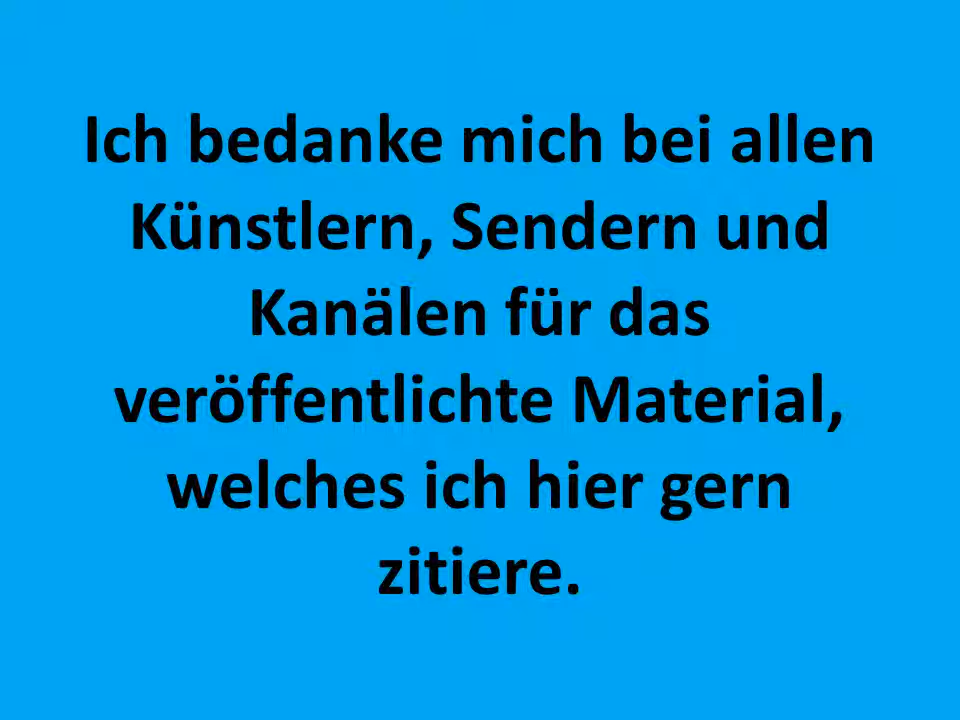 Ich bedanke mich bei allen
Künstlern, Sendern und
Kanälen für das
veröffentlichte Material,
welches ich hier gern
zitiere.